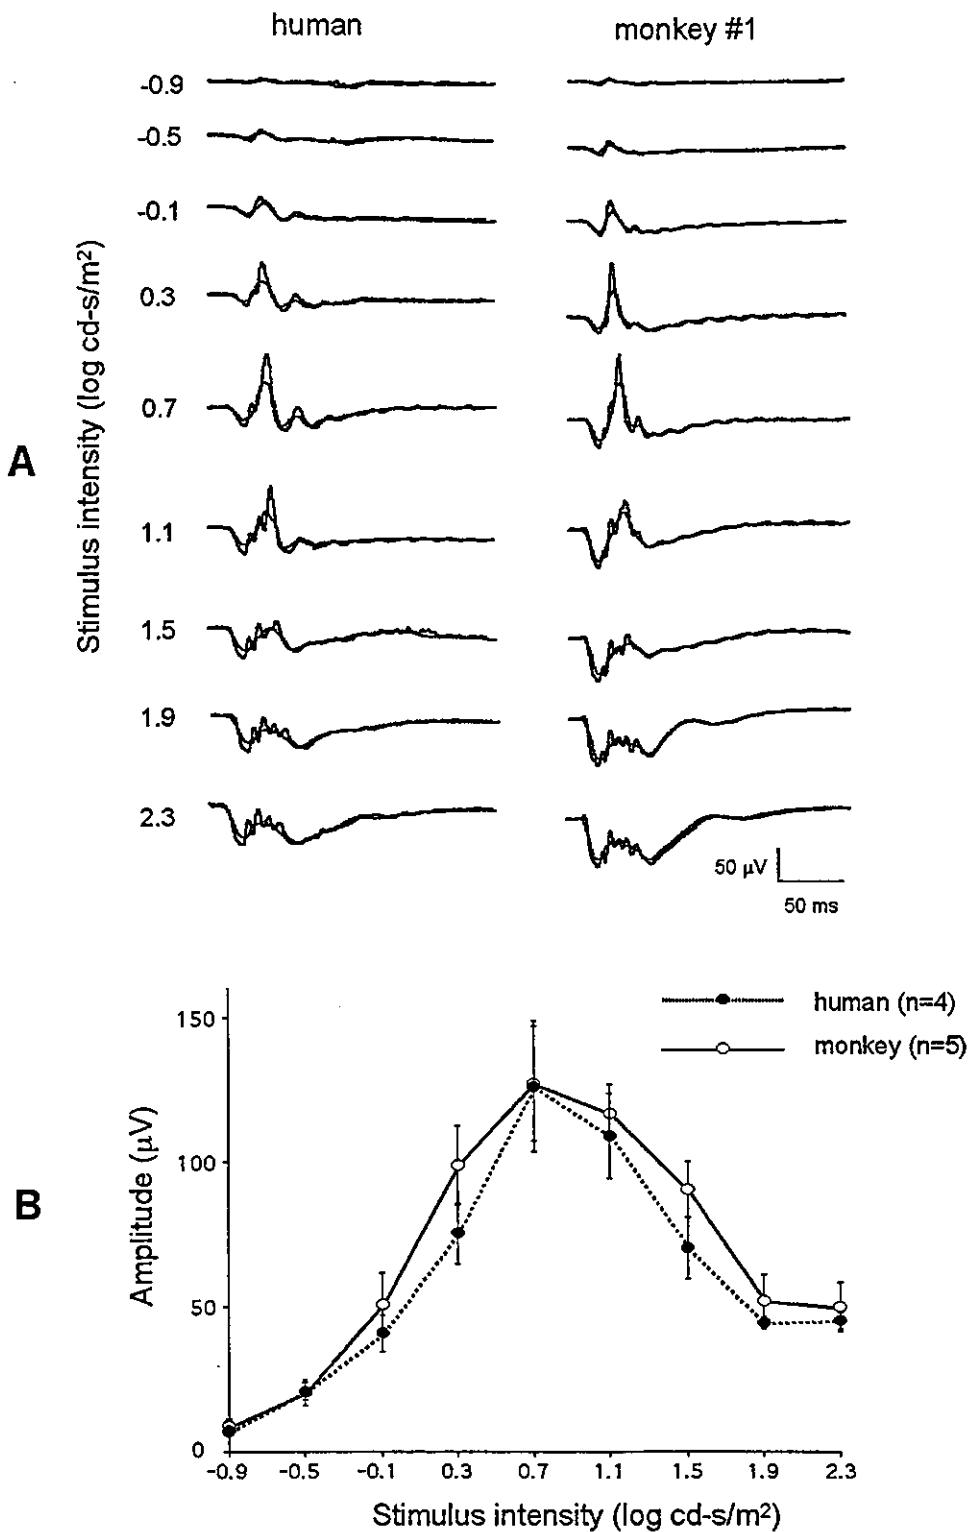 human
monkey #1
-0.9
-0.5
-0.1
0.3
0.7
1.1
1.5
1.9
2.3
Stimulus intensity (log cd-s/m²)
A
50 µV
50 ms
human (n=4)
monkey (n=5)
150
100
50
0
Amplitude (µV)
B
-0.9 -0.5 -0.1 0.3 0.7 1.1 1.5 1.9 2.3
Stimulus intensity (log cd-s/m²)